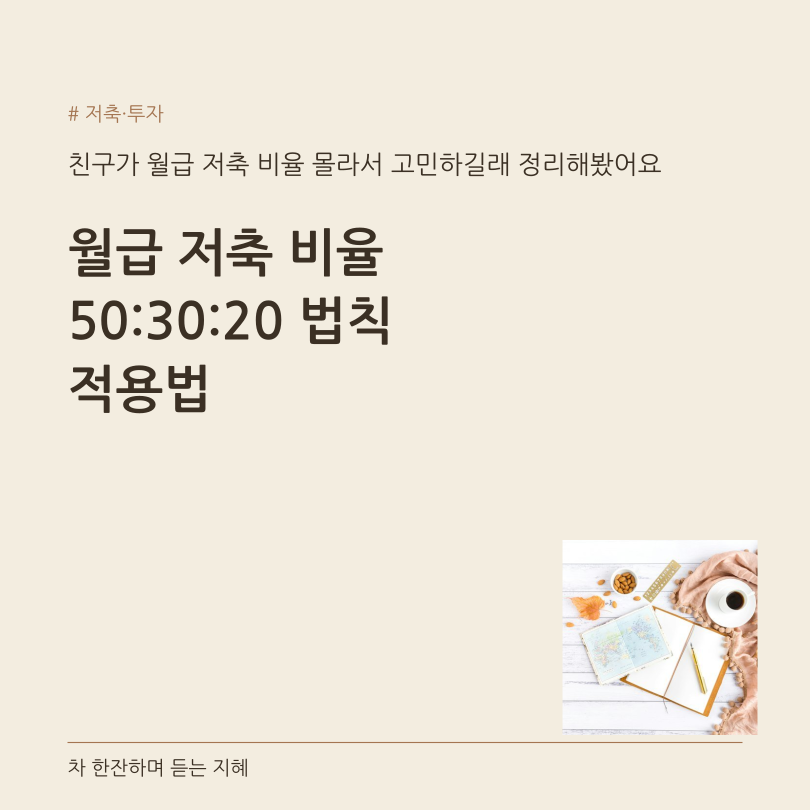 # 저축·투자
친구가 월급 저축 비율 몰라서 고민하길래 정리해봤어요
월급 저축 비율
50:30:20 법칙
적용법
차 한잔하며 듣는 지혜